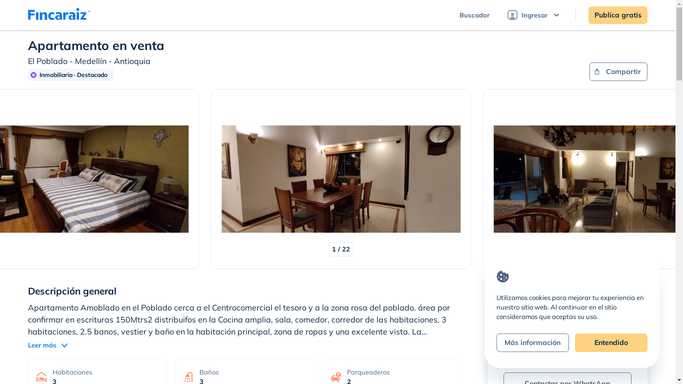 Fincaraiz
Buscador
Ingresar
Publica gratis
Apartamento en venta
El Poblado - Medellín - Antioquia
Inmobiliaria - Destacado
Compartir
1 / 22
Descripción general
Apartamento Amoblado en el Poblado cerca a el Centrocomercial el tesoro y a la zona rosa del poblado. área por
confirmar en escrituras 150Mtrs2 distribuifos en la Cocina amplia, sala, comedor, corredor de las habitaciones, 3
habitaciones, 2.5 banos, vestier y baño en la habitación principal, zona de ropas y una excelente vista. La...
Leer más
Habitaciones
3
Baños
3
Parqueaderos
2
Utilizamos cookies para mejorar tu experiencia en
nuestro sitio web. Al continuar en el sitio
consideramos que aceptas su uso.
Más información
Entendido
Contactar por WhatsApp